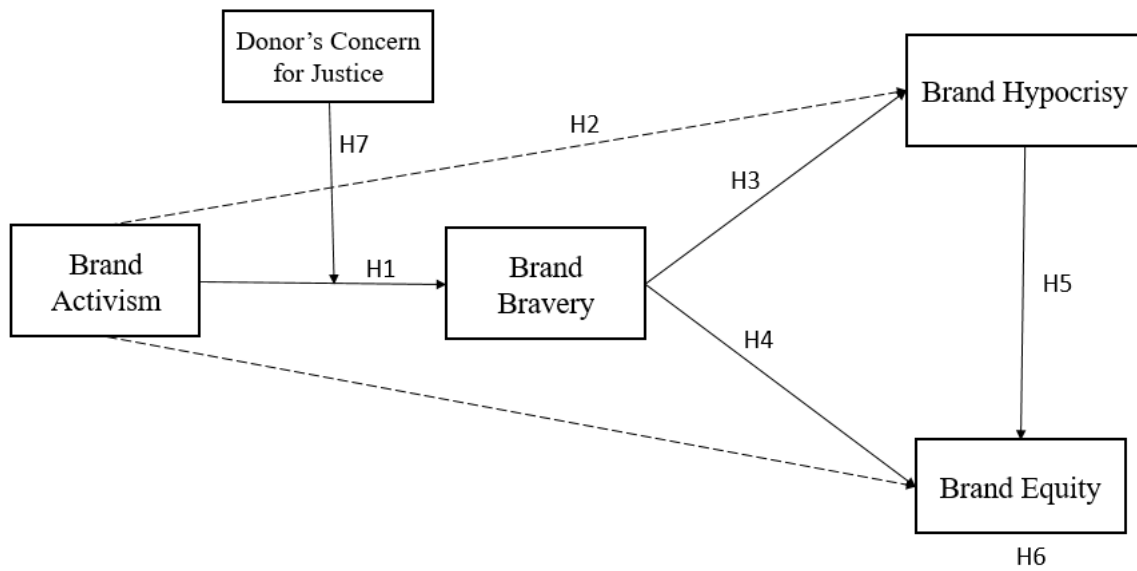 Donor’s Concern
for Justice
Brand Hypocrisy
H2
H7
H3
Brand
Activism
H1
Brand
Bravery
H5
H4
Brand Equity
H6